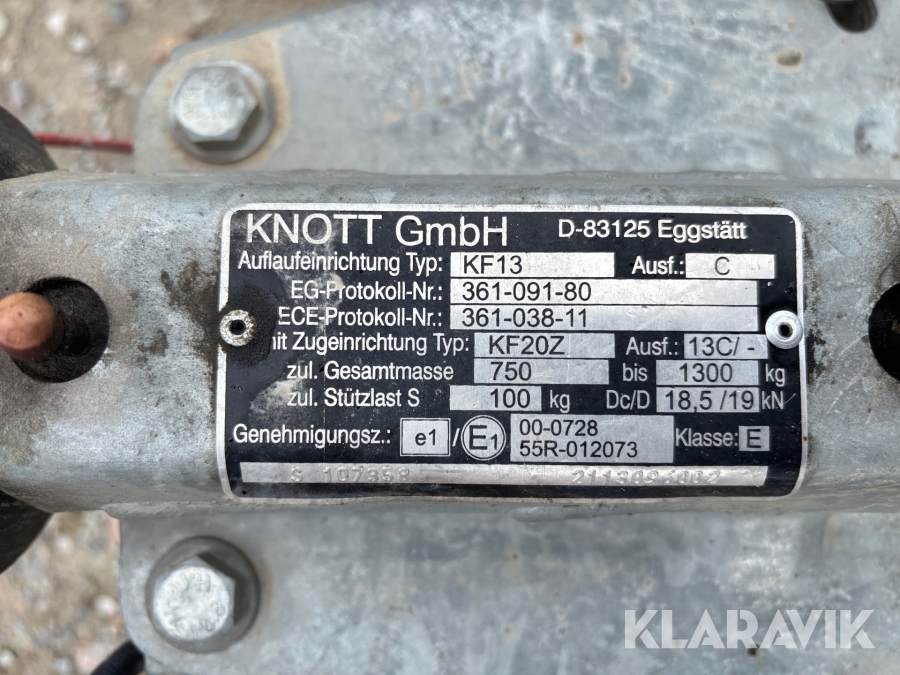 KNOTT GmbH D-83125 Eggstätt
Auflaufeinrichtung Typ: KF13 Ausf.: C
EG-Protokoll-Nr.: 361-091-80
ECE-Protokoll-Nr.: 361-038-11
mit Zugeinrichtung Typ: KF20Z Ausf.: 13C/ -
zul. Gesamtmasse 750 bis 1300 kg
zul. Stützlast S 100 kg Dc/D 18,5 /19 kN
Genehmigungsz.: e1 / E1 00-0728 Klasse: E
55R-012073
S 107358
KLARAVIK